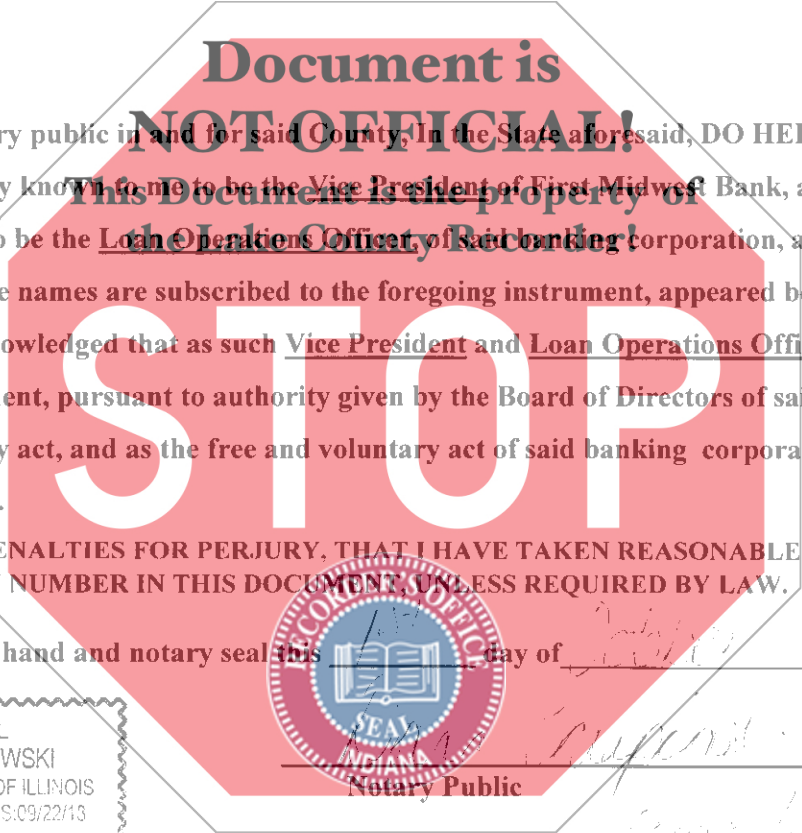 Document is
NOT OFFICIAL!
ry public in and for said County, In the State aforesaid, DO HE
This Document is the property of
y known to me to be the Vice President of First Midwest Bank, a
the Lake County Recorder!
o be the Loan Operations Officer, of said banking corporation, a
e names are subscribed to the foregoing instrument, appeared b
owledged that as such Vice President and Loan Operations Offi
ent, pursuant to authority given by the Board of Directors of sa
y act, and as the free and voluntary act of said banking corpora
STOP
ENALTIES FOR PERJURY, THAT I HAVE TAKEN REASONABLE
NUMBER IN THIS DOCUMENT, UNLESS REQUIRED BY LAW.
RECORDER'S OFFICE
hand and notary seal this day of
SEAL
INDIANA
WSKI
OF ILLINOIS
S:09/22/18
Notary Public